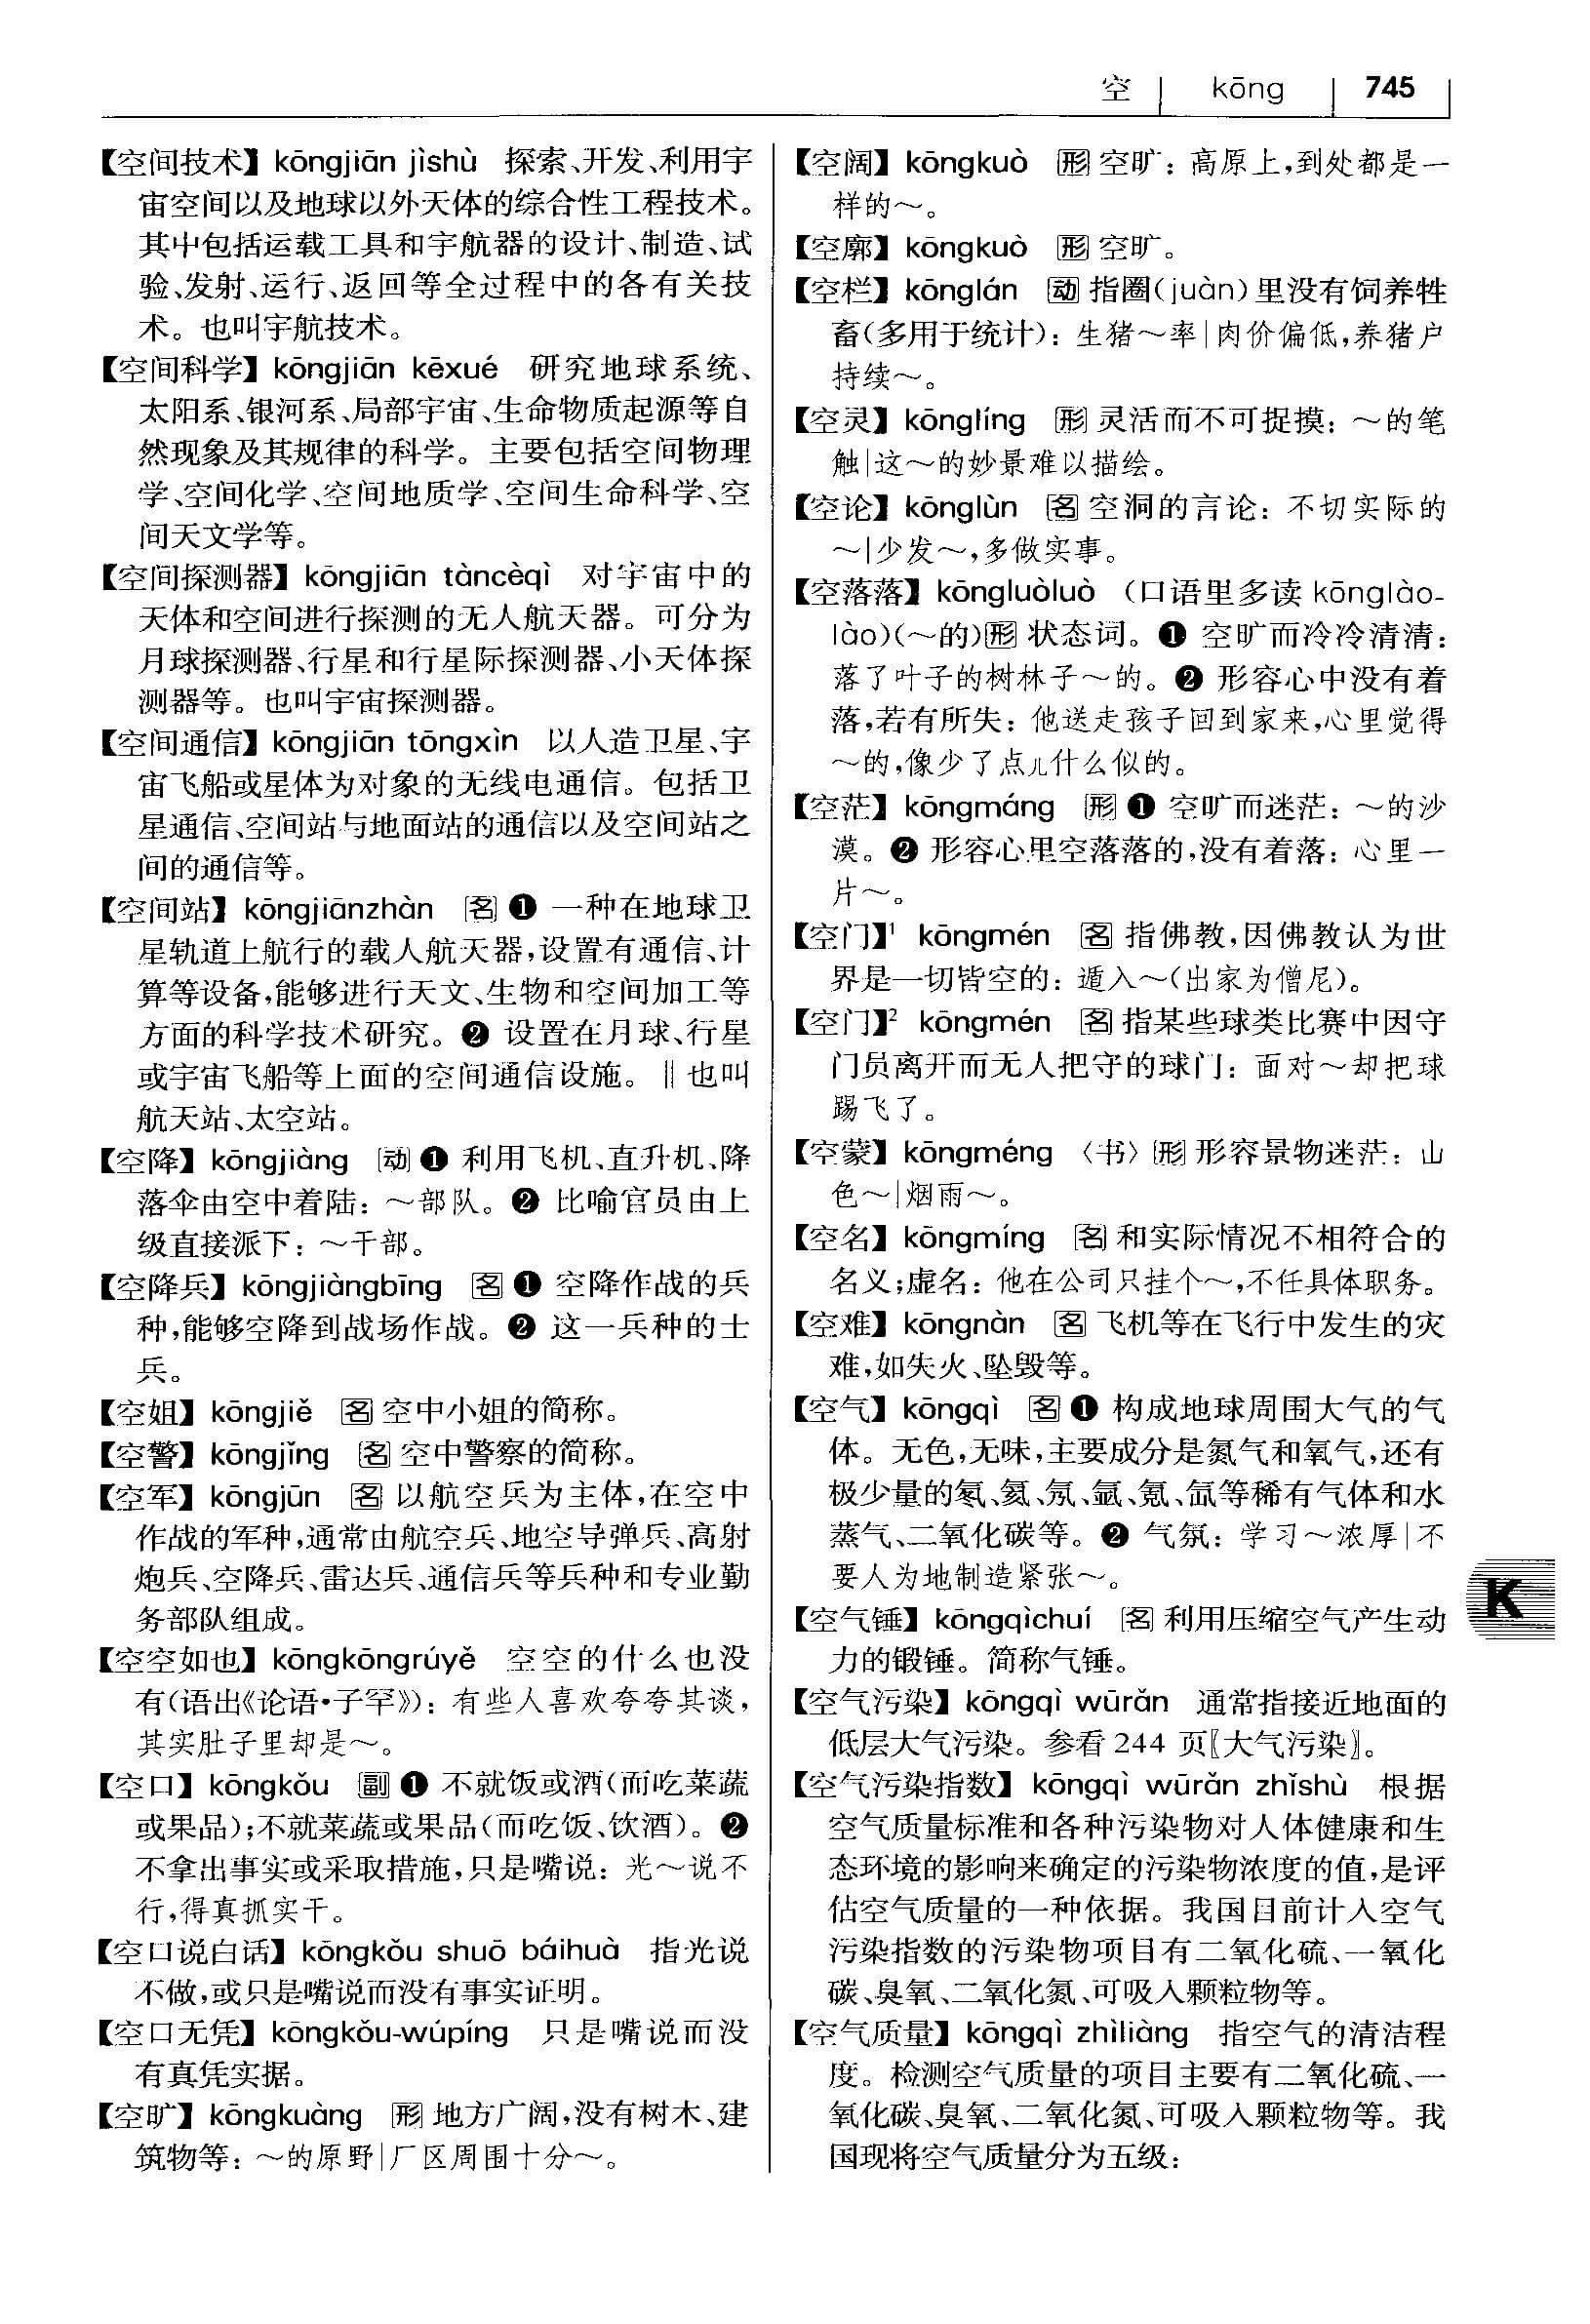 空 | kōng | 745
【空间技术】kōngjiān jìshù 探索、开发、利用宇
宙空间以及地球以外天体的综合性工程技术。
其中包括运载工具和宇航器的设计、制造、试
验、发射、运行、返回等全过程中的各有关技
术。也叫宇航技术。
【空间科学】kōngjiān kēxué 研究地球系统、
太阳系、银河系、局部宇宙、生命物质起源等自
然现象及其规律的科学。主要包括空间物理
学、空间化学、空间地质学、空间生命科学、空
间天文学等。
【空间探测器】kōngjiān tàncèqì 对宇宙中的
天体和空间进行探测的无人航天器。可分为
月球探测器、行星和行星际探测器、小天体探
测器等。也叫宇宙探测器。
【空间通信】kōngjiān tōngxìn 以人造卫星、宇
宙飞船或星体为对象的无线电通信。包括卫
星通信、空间站与地面站的通信以及空间站之
间的通信等。
【空间站】kōngjiānzhàn 名 ❶ 一种在地球卫
星轨道上航行的载人航天器,设置有通信、计
算等设备,能够进行天文、生物和空间加工等
方面的科学技术研究。❷ 设置在月球、行星
或宇宙飞船等上面的空间通信设施。‖ 也叫
航天站、太空站。
【空降】kōngjiàng 动 ❶ 利用飞机、直升机、降
落伞由空中着陆：～部队。❷ 比喻官员由上
级直接派下：～干部。
【空降兵】kōngjiàngbīng 名 ❶ 空降作战的兵
种,能够空降到战场作战。❷ 这一兵种的士
兵。
【空姐】kōngjiě 名 空中小姐的简称。
【空警】kōngjǐng 名 空中警察的简称。
【空军】kōngjūn 名 以航空兵为主体,在空中
作战的军种,通常由航空兵、地空导弹兵、高射
炮兵、空降兵、雷达兵、通信兵等兵种和专业勤
务部队组成。
【空空如也】kōngkōngrúyě 空空的什么也没
有(语出《论语·子罕》)：有些人喜欢夸夸其谈,
其实肚子里却是～。
【空口】kōngkǒu 副 ❶ 不就饭或酒(而吃菜蔬
或果品);不就菜蔬或果品(而吃饭、饮酒)。❷
不拿出事实或采取措施,只是嘴说：光～说不
行,得真抓实干。
【空口说白话】kōngkǒu shuō báihuà 指光说
不做,或只是嘴说而没有事实证明。
【空口无凭】kōngkǒu-wúpíng 只是嘴说而没
有真凭实据。
【空旷】kōngkuàng 形 地方广阔,没有树木、建
筑物等：～的原野|厂区周围十分～。
【空阔】kōngkuò 形 空旷：高原上,到处都是一
样的～。
【空廓】kōngkuò 形 空旷。
【空栏】kōnglán 动 指圈(juàn)里没有饲养牲
畜(多用于统计)：生猪～率|肉价偏低,养猪户
持续～。
【空灵】kōnglíng 形 灵活而不可捉摸：～的笔
触|这～的妙景难以描绘。
【空论】kōnglùn 名 空洞的言论：不切实际的
～|少发～,多做实事。
【空落落】kōngluòluò (口语里多读 kōnglào-
lào)(～的)形 状态词。❶ 空旷而冷冷清清：
落了叶子的树林子～的。❷ 形容心中没有着
落,若有所失：他送走孩子回到家来,心里觉得
～的,像少了点儿什么似的。
【空茫】kōngmáng 形 ❶ 空旷而迷茫：～的沙
漠。❷ 形容心里空落落的,没有着落：心里一
片～。
【空门】¹ kōngmén 名 指佛教,因佛教认为世
界是一切皆空的：遁入～(出家为僧尼)。
【空门】² kōngmén 名 指某些球类比赛中因守
门员离开而无人把守的球门：面对～却把球
踢飞了。
【空蒙】kōngméng 〈书〉形 形容景物迷茫：山
色～|烟雨～。
【空名】kōngmíng 名 和实际情况不相符合的
名义;虚名：他在公司只挂个～,不任具体职务。
【空难】kōngnàn 名 飞机等在飞行中发生的灾
难,如失火、坠毁等。
【空气】kōngqì 名 ❶ 构成地球周围大气的气
体。无色,无味,主要成分是氮气和氧气,还有
极少量的氡、氦、氖、氩、氪、氙等稀有气体和水
蒸气、二氧化碳等。❷ 气氛：学习～浓厚|不
要人为地制造紧张～。
【空气锤】kōngqìchuí 名 利用压缩空气产生动
力的锻锤。简称气锤。
【空气污染】kōngqì wūrǎn 通常指接近地面的
低层大气污染。参看 244 页〖大气污染〗。
【空气污染指数】kōngqì wūrǎn zhǐshù 根据
空气质量标准和各种污染物对人体健康和生
态环境的影响来确定的污染物浓度的值,是评
估空气质量的一种依据。我国目前计入空气
污染指数的污染物项目有二氧化硫、一氧化
碳、臭氧、二氧化氮、可吸入颗粒物等。
【空气质量】kōngqì zhìliàng 指空气的清洁程
度。检测空气质量的项目主要有二氧化硫、一
氧化碳、臭氧、二氧化氮、可吸入颗粒物等。我
国现将空气质量分为五级：
K